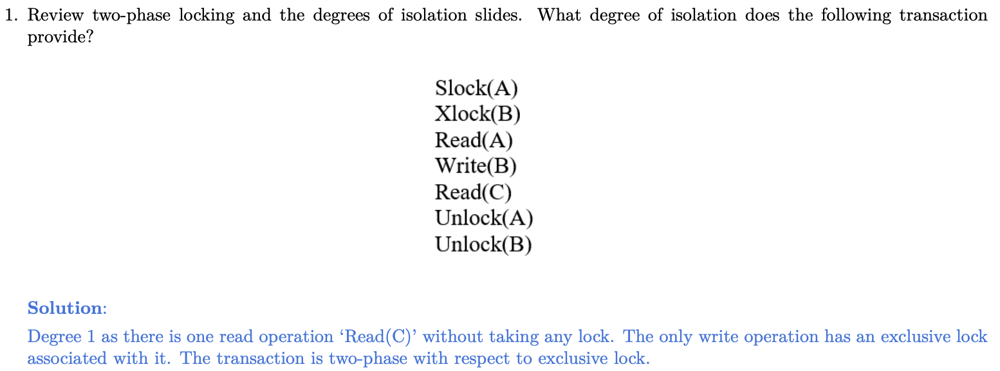 1. Review two-phase locking and the degrees of isolation slides. What degree of isolation does the following transaction
provide?
Slock(A)
Xlock(B)
Read(A)
Write(B)
Read(C)
Unlock(A)
Unlock(B)
Solution:
Degree 1 as there is one read operation ‘Read(C)’ without taking any lock. The only write operation has an exclusive lock
associated with it. The transaction is two-phase with respect to exclusive lock.